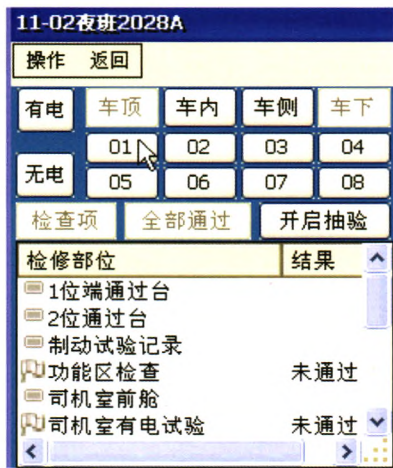 11-02夜班2028A
操作 返回
有电 车顶 车内 车侧 车下
01 02 03 04
无电 05 06 07 08
检查项 全部通过 开启抽验
检修部位 结果
1位端通过台
2位通过台
制动试验记录
功能区检查 未通过
司机室前舱
司机室有电试验 未通过